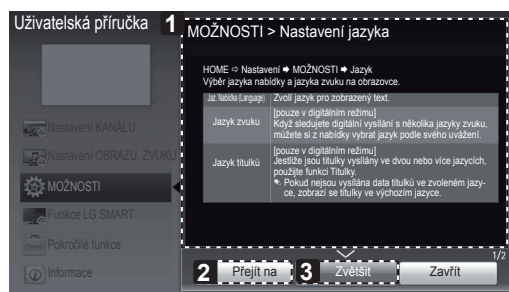 Uživatelská příručka
1
MOŽNOSTI > Nastavení jazyka
HOME ⇨ Nastavení ➡ MOŽNOSTI ➡ Jazyk
Výběr jazyka nabídky a jazyka zvuku na obrazovce.
Jaz. Nabídka (Language) Zvolí jazyk pro zobrazený text.
Jazyk zvuku
[pouze v digitálním režimu]
Když sledujete digitální vysílání s několika jazyky zvuku,
můžete si z nabídky vybrat jazyk podle svého uvážení.
Jazyk titulků
[pouze v digitálním režimu]
Jestliže jsou titulky vysílány ve dvou nebo více jazycích,
použijte funkci Titulky.
✎ Pokud nejsou vysílána data titulků ve zvoleném jazy-
ce, zobrazí se titulky ve výchozím jazyce.
Nastavení KANÁLU
Nastavení OBRAZU, ZVUKU
MOŽNOSTI
Funkce LG SMART
Pokročilé funkce
Informace
1/2
2 Přejít na
3 Zvětšit
Zavřít